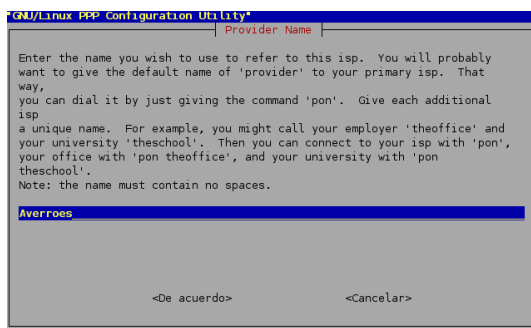 "GNU/Linux PPP Configuration Utility"
Provider Name
Enter the name you wish to use to refer to this isp.  You will probably
want to give the default name of 'provider' to your primary isp.  That
way,
you can dial it by just giving the command 'pon'.  Give each additional
isp
a unique name.  For example, you might call your employer 'theoffice' and
your university 'theschool'.  Then you can connect to your isp with 'pon',
your office with 'pon theoffice', and your university with 'pon
theschool'.
Note: the name must contain no spaces.
Averroes
<De acuerdo> <Cancelar>